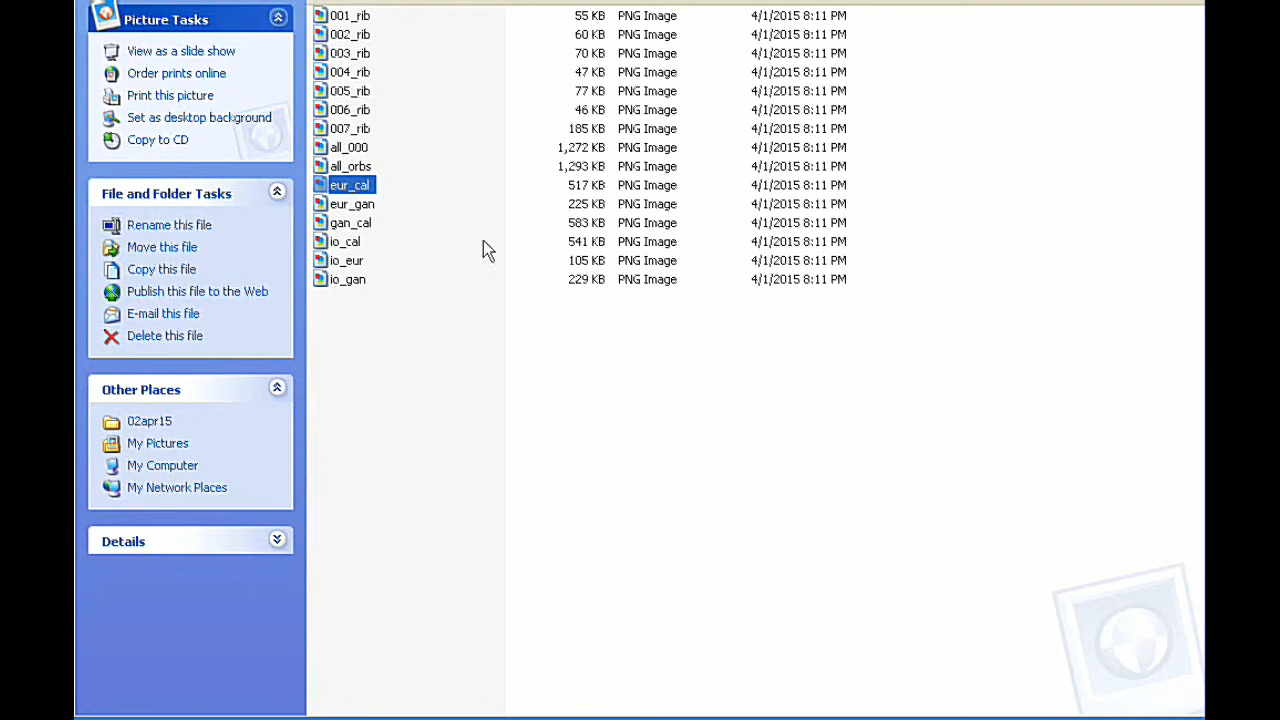 Picture Tasks
View as a slide show
Order prints online
Print this picture
Set as desktop background
Copy to CD
File and Folder Tasks
Rename this file
Move this file
Copy this file
Publish this file to the Web
E-mail this file
Delete this file
Other Places
02apr15
My Pictures
My Computer
My Network Places
Details
001_rib 55 KB PNG Image 4/1/2015 8:11 PM
002_rib 60 KB PNG Image 4/1/2015 8:11 PM
003_rib 70 KB PNG Image 4/1/2015 8:11 PM
004_rib 47 KB PNG Image 4/1/2015 8:11 PM
005_rib 77 KB PNG Image 4/1/2015 8:11 PM
006_rib 46 KB PNG Image 4/1/2015 8:11 PM
007_rib 185 KB PNG Image 4/1/2015 8:11 PM
all_000 1,272 KB PNG Image 4/1/2015 8:11 PM
all_orbs 1,293 KB PNG Image 4/1/2015 8:11 PM
eur_cal 517 KB PNG Image 4/1/2015 8:11 PM
eur_gan 225 KB PNG Image 4/1/2015 8:11 PM
gan_cal 583 KB PNG Image 4/1/2015 8:11 PM
io_cal 541 KB PNG Image 4/1/2015 8:11 PM
io_eur 105 KB PNG Image 4/1/2015 8:11 PM
io_gan 229 KB PNG Image 4/1/2015 8:11 PM